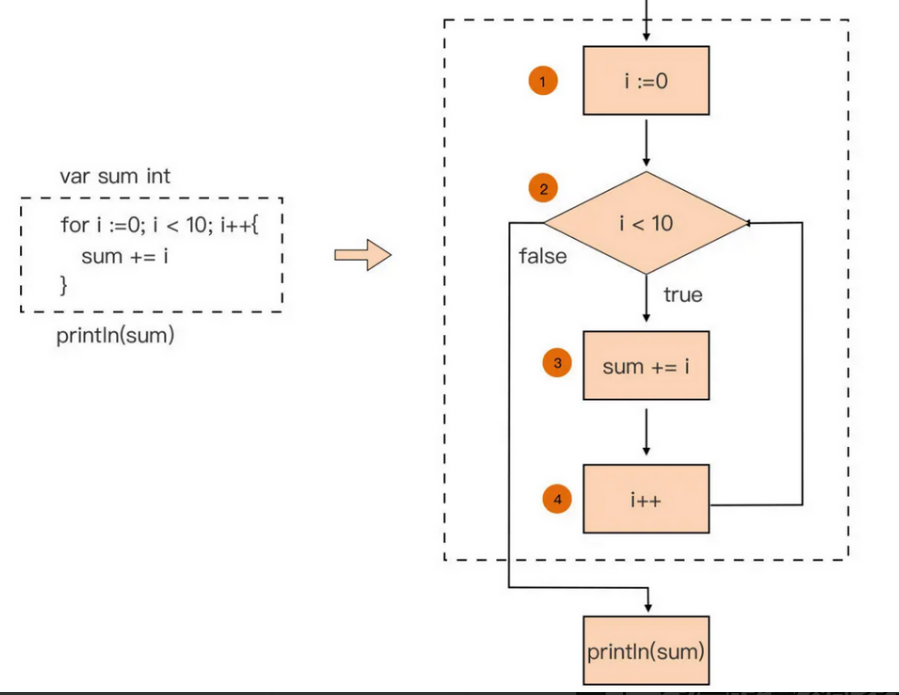 var sum int
for i :=0; i < 10; i++{
sum += i
}
println(sum)
1
i :=0
2
i < 10
false
true
3
sum += i
4
i++
println(sum)